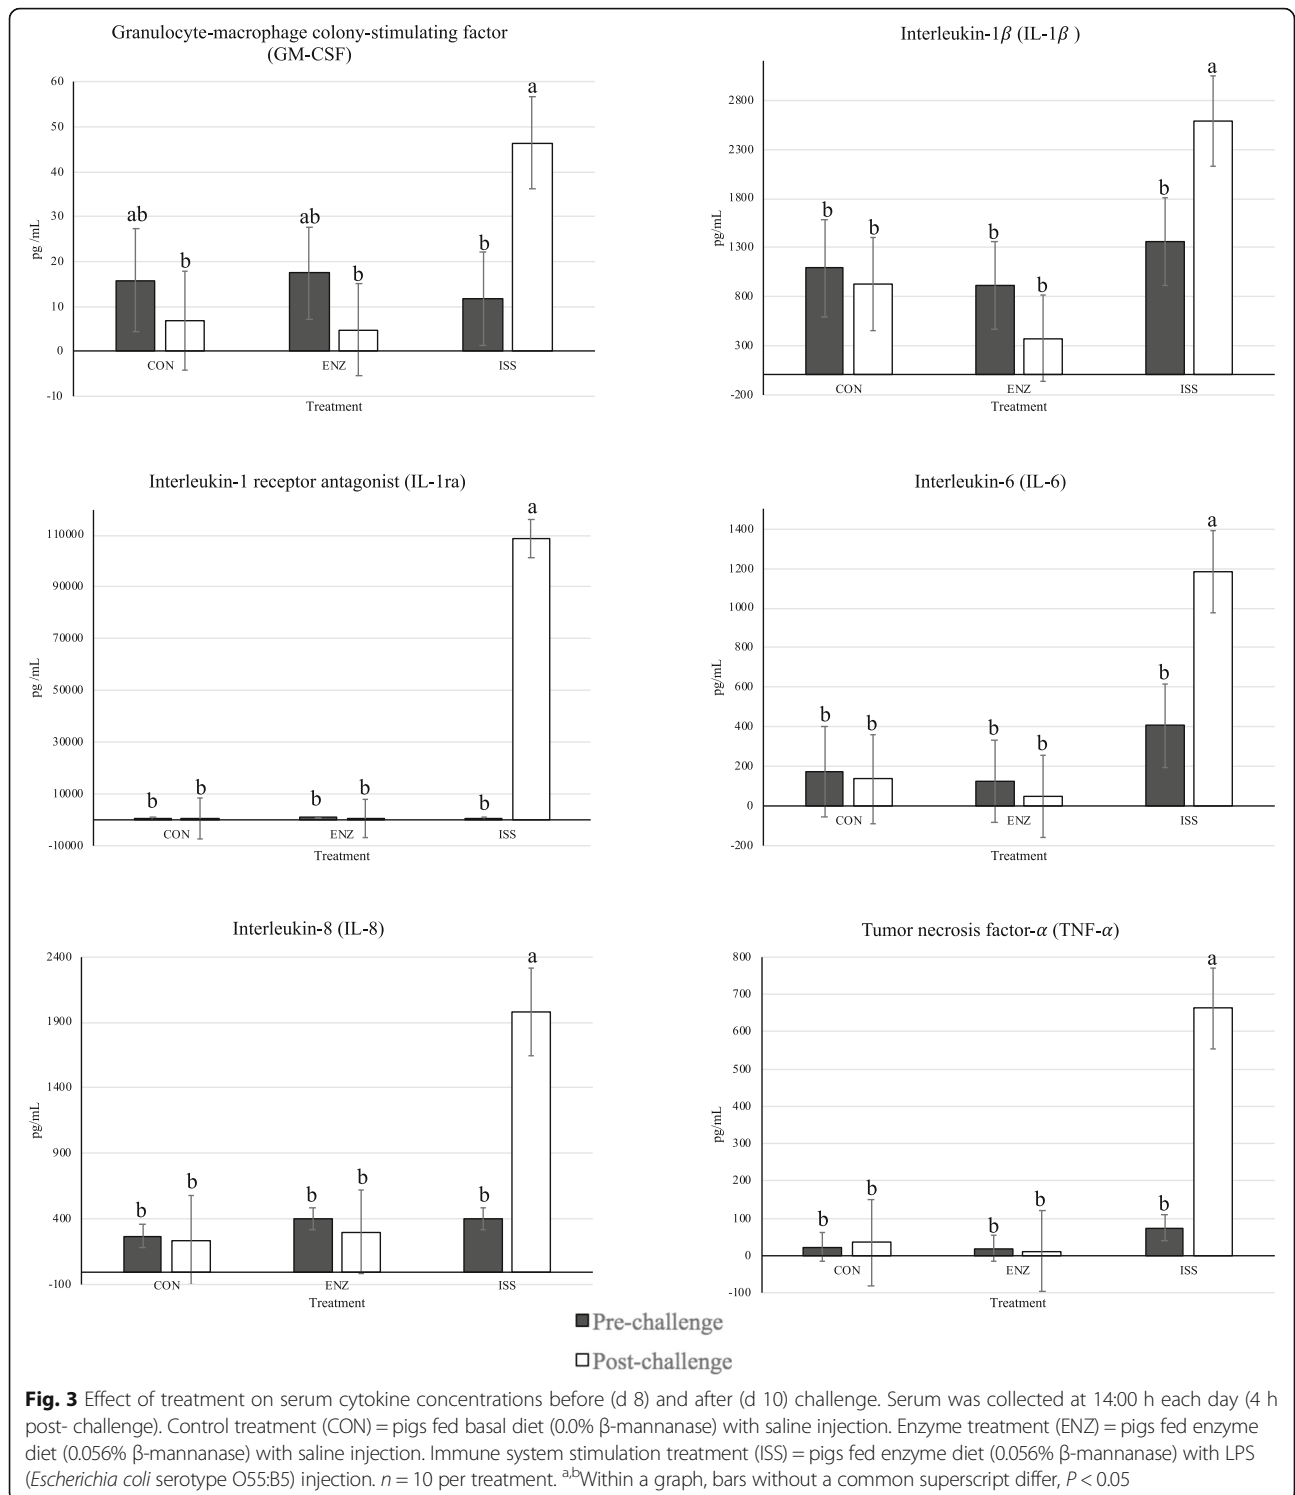 Granulocyte-macrophage colony-stimulating factor
(GM-CSF)
60
50
40
30
20
10
0
-10
pg /mL
ab
b
ab
b
b
a
CON
ENZ
ISS
Treatment
Interleukin-1β (IL-1β )
2800
2300
1800
1300
800
300
-200
pg/mL
b
b
b
b
b
a
CON
ENZ
ISS
Treatment
Interleukin-1 receptor antagonist (IL-1ra)
110000
90000
70000
50000
30000
10000
-10000
pg/mL
b
b
b
b
b
a
CON
ENZ
ISS
Treatment
Interleukin-6 (IL-6)
1400
1200
1000
800
600
400
200
0
-200
pg/mL
b
b
b
b
b
a
CON
ENZ
ISS
Treatment
Interleukin-8 (IL-8)
2400
1900
1400
900
400
-100
pg/mL
b
b
b
b
b
a
CON
ENZ
ISS
Treatment
Tumor necrosis factor-α (TNF-α)
800
700
600
500
400
300
200
100
0
-100
pg/mL
b
b
b
b
b
a
CON
ENZ
ISS
Treatment
Pre-challenge
Post-challenge
Fig. 3 Effect of treatment on serum cytokine concentrations before (d 8) and after (d 10) challenge. Serum was collected at 14:00 h each day (4 h
post- challenge). Control treatment (CON) = pigs fed basal diet (0.0% β-mannanase) with saline injection. Enzyme treatment (ENZ) = pigs fed enzyme
diet (0.056% β-mannanase) with saline injection. Immune system stimulation treatment (ISS) = pigs fed enzyme diet (0.056% β-mannanase) with LPS
(Escherichia coli serotype O55:B5) injection. n = 10 per treatment. a,bWithin a graph, bars without a common superscript differ, P < 0.05